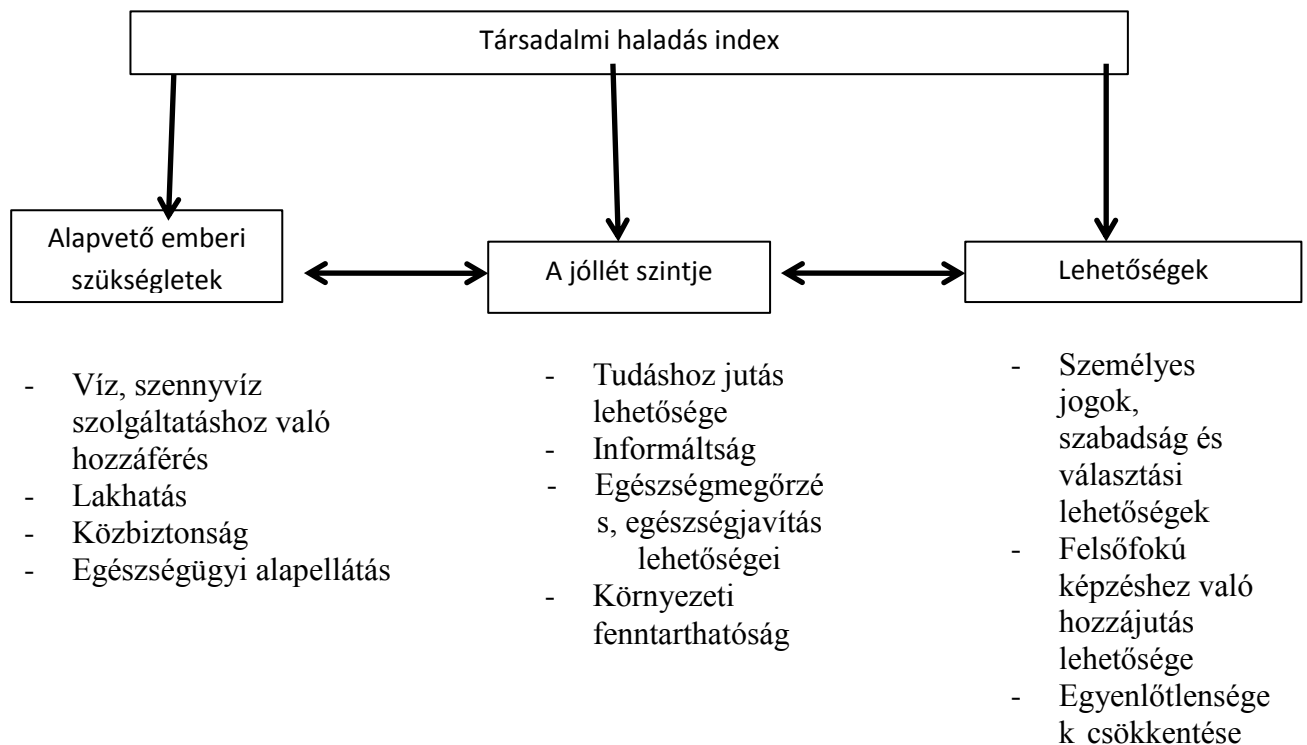 Társadalmi haladás index
Alapvető emberi
szükségletek
A jóllét szintje
Lehetőségek
- Víz, szennyvíz
szolgáltatáshoz való
hozzáférés
- Lakhatás
- Közbiztonság
- Egészségügyi alapellátás
- Tudáshoz jutás
lehetősége
- Informáltság
- Egészségmegőrzé
s, egészségjavítás
lehetőségei
- Környezeti
fenntarthatóság
- Személyes
jogok,
szabadság és
választási
lehetőségek
- Felsőfokú
képzéshez való
hozzájutás
lehetősége
- Egyenlőtlensége
k csökkentése